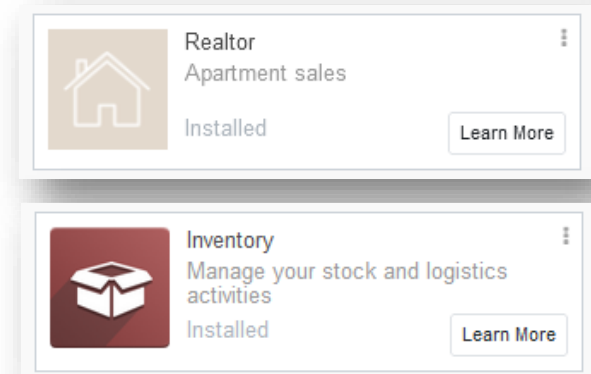 Realtor
Apartment sales
Installed
Learn More
Inventory
Manage your stock and logistics
activities
Installed
Learn More